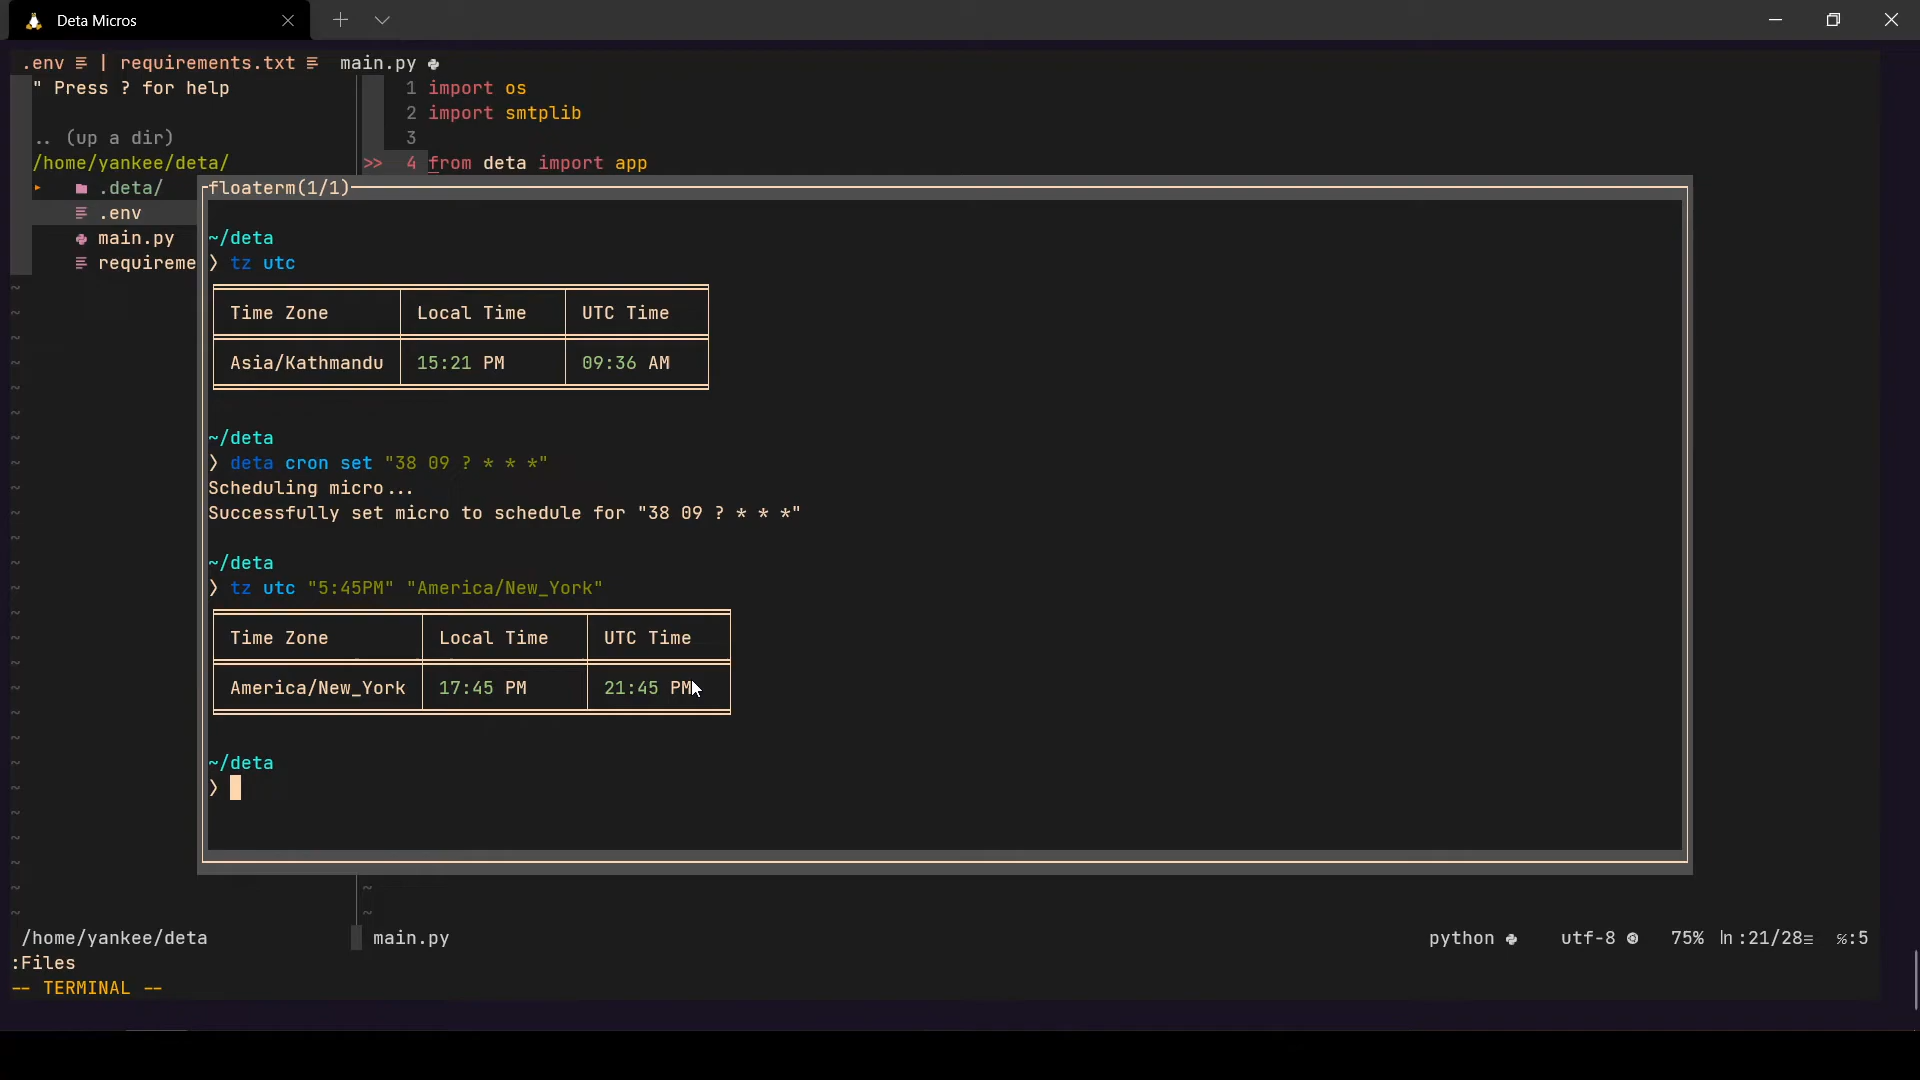 Deta Micros
.env | requirements.txt main.py
" Press ? for help
.. (up a dir)
/home/yankee/deta/
.deta/
.env
main.py
requireme
1 import os
2 import smtplib
3
>> 4 from deta import app
floaterm(1/1)
~/deta
❯ tz utc
Time Zone Local Time UTC Time
Asia/Kathmandu 15:21 PM 09:36 AM
~/deta
❯ deta cron set "38 09 ? * * *"
Scheduling micro...
Successfully set micro to schedule for "38 09 ? * * *"
~/deta
❯ tz utc "5:45PM" "America/New_York"
Time Zone Local Time UTC Time
America/New_York 17:45 PM 21:45 PM
~/deta
❯
/home/yankee/deta main.py python utf-8 75% ln:21/28 %:5
:Files
-- TERMINAL --